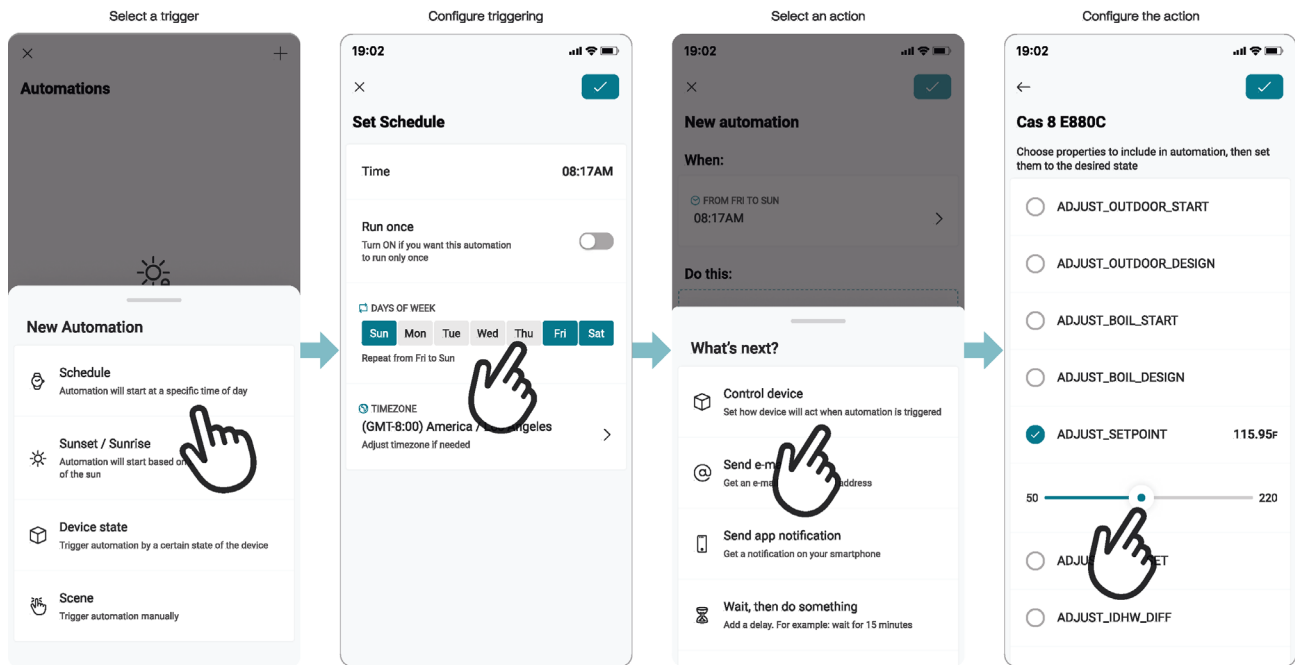 Select a trigger
Automations
New Automation
Schedule
Automation will start at a specific time of day
Sunset / Sunrise
Automation will start based on
of the sun
Device state
Trigger automation by a certain state of the device
Scene
Trigger automation manually
Configure triggering
19:02
Set Schedule
Time 08:17AM
Run once
Turn ON if you want this automation
to run only once
DAYS OF WEEK
Sun Mon Tue Wed Thu Fri Sat
Repeat from Fri to Sun
TIMEZONE
(GMT-8:00) America / Angeles
Adjust timezone if needed
Select an action
19:02
New automation
When:
FROM FRI TO SUN
08:17AM
Do this:
What's next?
Control device
Set how device will act when automation is triggered
Send
Get an address
Send app notification
Get a notification on your smartphone
Wait, then do something
Add a delay. For example: wait for 15 minutes
Configure the action
19:02
Cas 8 E880C
Choose properties to include in automation, then set
them to the desired state
ADJUST_OUTDOOR_START
ADJUST_OUTDOOR_DESIGN
ADJUST_BOIL_START
ADJUST_BOIL_DESIGN
ADJUST_SETPOINT 115.95F
50 220
ADJUST_IDHW_DIFF